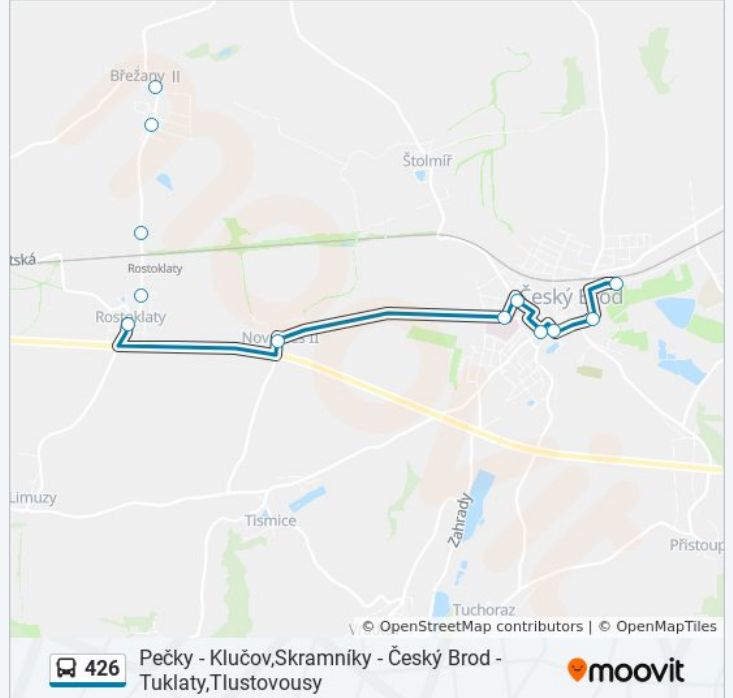 Břežany II
Štolmíř
tská
Rostoklaty
Český Brod
Rostoklaty
Limuzy
Tismice
Zahrady
Přistoup
Tuchoraz
© OpenStreetMap contributors | © OpenMapTiles
426
Pečky - Klučov,Skramníky - Český Brod -
Tuklaty,Tlustovousy
moovit